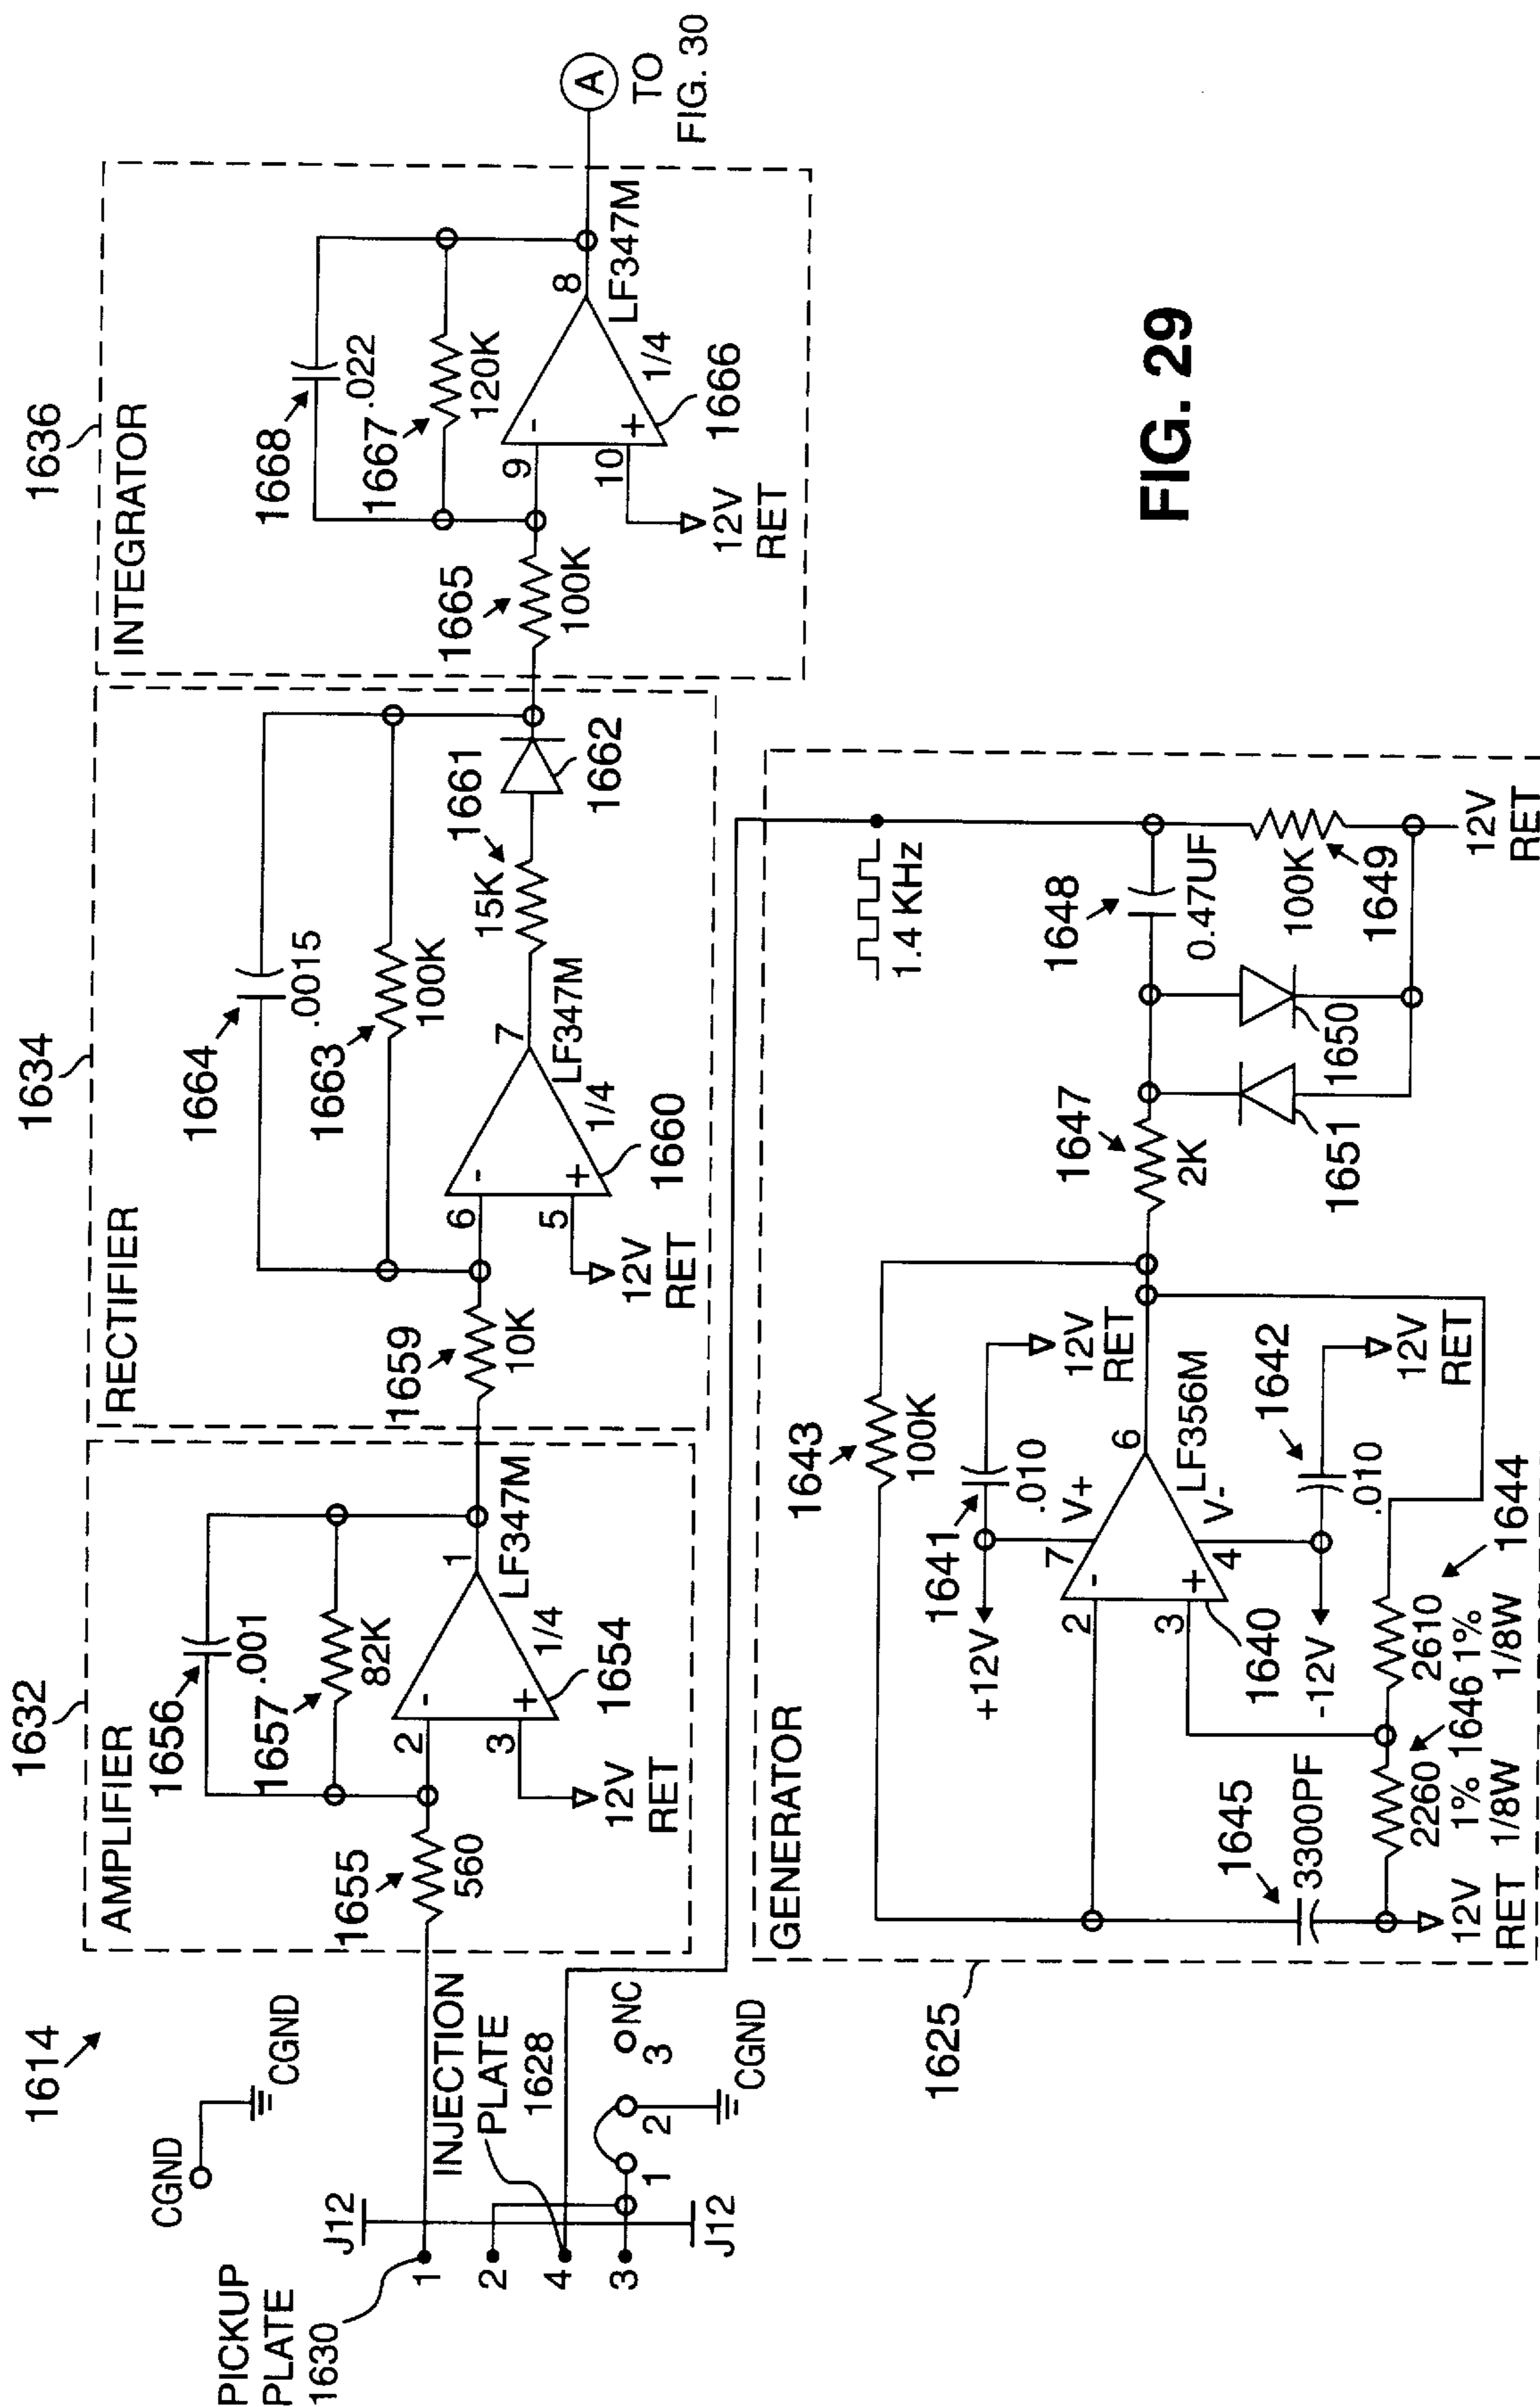 1614
1632
1634
1636
CGND
CGND
PICKUP
PLATE
1630
J12
1
2
4
3
J12
INJECTION
PLATE
1628
1
2
3
NC
CGND
AMPLIFIER
1656
.001
1657
82K
1655
560
2
-
3
+
1
LF347M
1/4
1654
12V
RET
RECTIFIER
1664
.0015
1663
100K
1659
10K
6
-
5
+
7
LF347M
1/4
1660
12V
RET
15K
1661
1662
INTEGRATOR
1668
.022
1667
120K
1665
100K
9
-
10
+
8
LF347M
1/4
1666
12V
RET
A
TO
FIG. 30
1625
GENERATOR
1643
100K
1641
.010
12V
RET
+12V
7
V+
2
-
3
+
6
LF356M
4
V-
1640
-12V
1642
.010
12V
RET
1645
3300PF
2260
1%
1/8W
1646
2610
1%
1/8W
1644
12V
RET
1647
2K
1651
1650
1648
0.47UF
1.4 KHz
100K
1649
12V
RET
FIG. 29